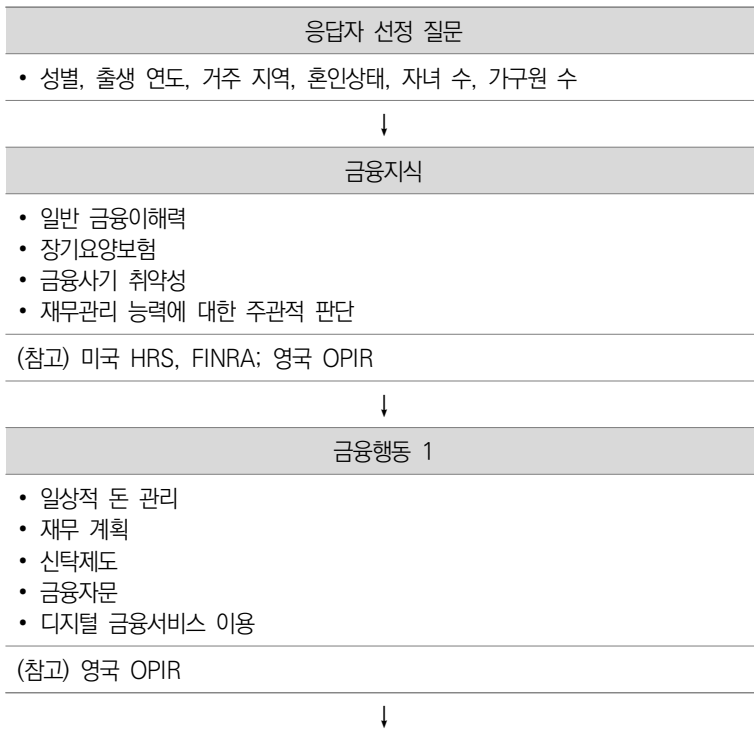 응답자 선정 질문
• 성별, 출생 연도, 거주 지역, 혼인상태, 자녀 수, 가구원 수
↓
금융지식
• 일반 금융이해력
• 장기요양보험
• 금융사기 취약성
• 재무관리 능력에 대한 주관적 판단
(참고) 미국 HRS, FINRA; 영국 OPIR
↓
금융행동 1
• 일상적 돈 관리
• 재무 계획
• 신탁제도
• 금융자문
• 디지털 금융서비스 이용
(참고) 영국 OPIR
↓